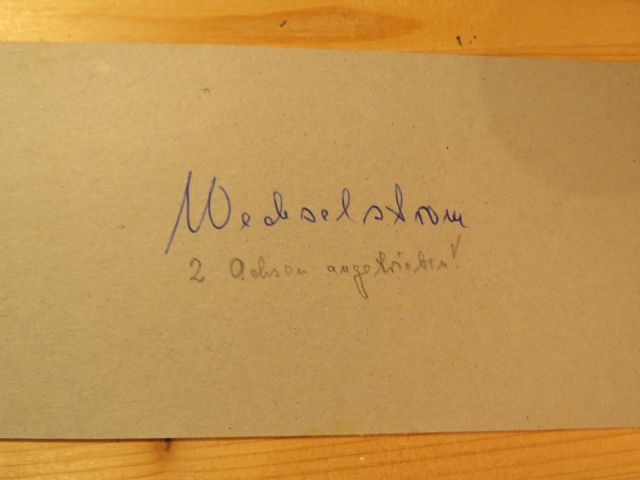 Wechselstrom
2 Achsen angetrieben!